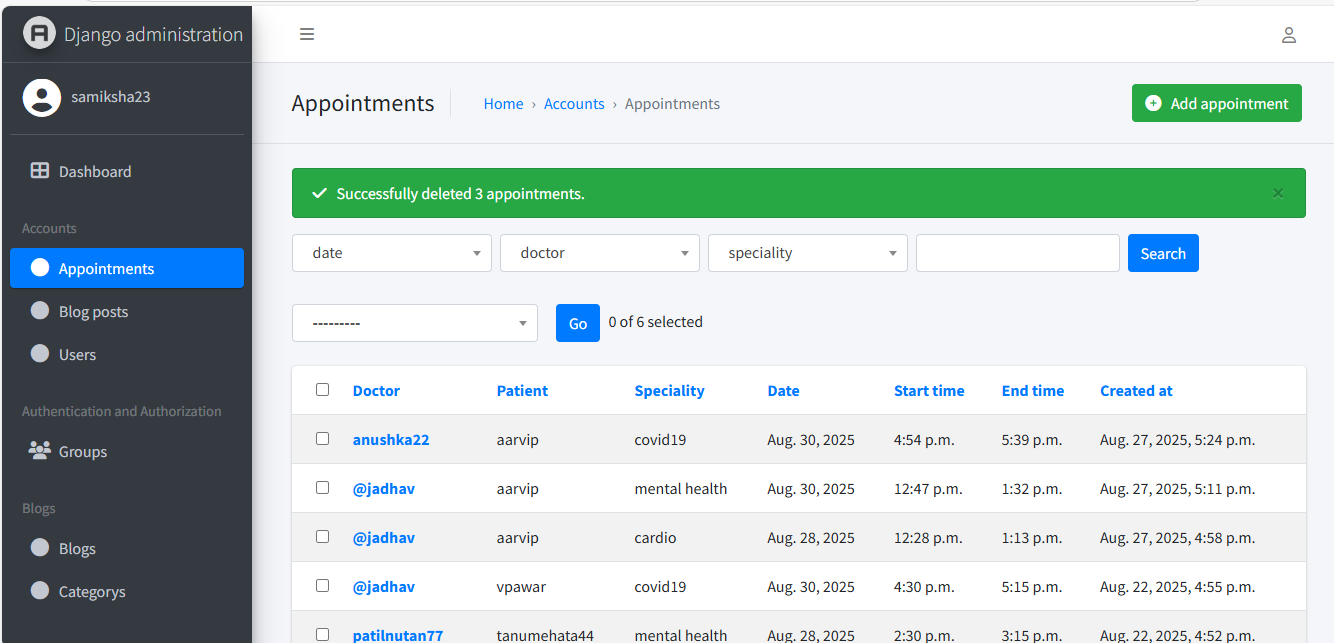 Django administration
samiksha23
Appointments Home › Accounts › Appointments Add appointment
Dashboard
Successfully deleted 3 appointments. ×
Accounts
date doctor speciality Search
Appointments
Blog posts
--------- Go 0 of 6 selected
Users
Doctor Patient Speciality Date Start time End time Created at
Authentication and Authorization
anushka22 aarvip covid19 Aug. 30, 2025 4:54 p.m. 5:39 p.m. Aug. 27, 2025, 5:24 p.m.
Groups
@jadhav aarvip mental health Aug. 30, 2025 12:47 p.m. 1:32 p.m. Aug. 27, 2025, 5:11 p.m.
Blogs
@jadhav aarvip cardio Aug. 28, 2025 12:28 p.m. 1:13 p.m. Aug. 27, 2025, 4:58 p.m.
Blogs
@jadhav vpawar covid19 Aug. 30, 2025 4:30 p.m. 5:15 p.m. Aug. 22, 2025, 4:55 p.m.
Categorys
patilnutan77 tanumehata44 mental health Aug. 28, 2025 2:30 p.m. 3:15 p.m. Aug. 22, 2025, 4:52 p.m.